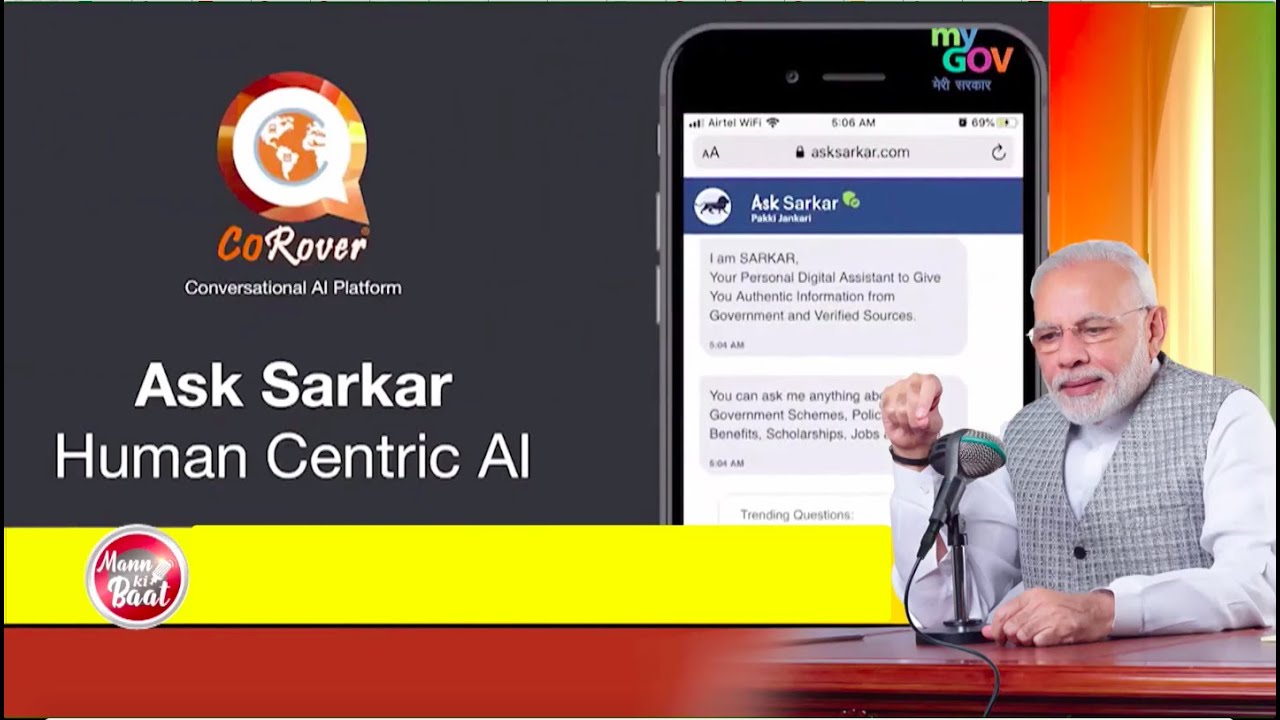 CoRover®
Conversational AI Platform
Ask Sarkar
Human Centric AI
my
GOV
मेरी सरकार
Airtel WiFi
5:06 AM
69%
AA
asksarkar.com
Ask Sarkar
Pakki Jankari
I am SARKAR,
Your Personal Digital Assistant to Give
You Authentic Information from
Government and Verified Sources.
5:04 AM
You can ask me anything
Government Schemes,
Benefits, Scholarships, Jobs
5:04 AM
Trending Questions:
Mann
ki
Baat